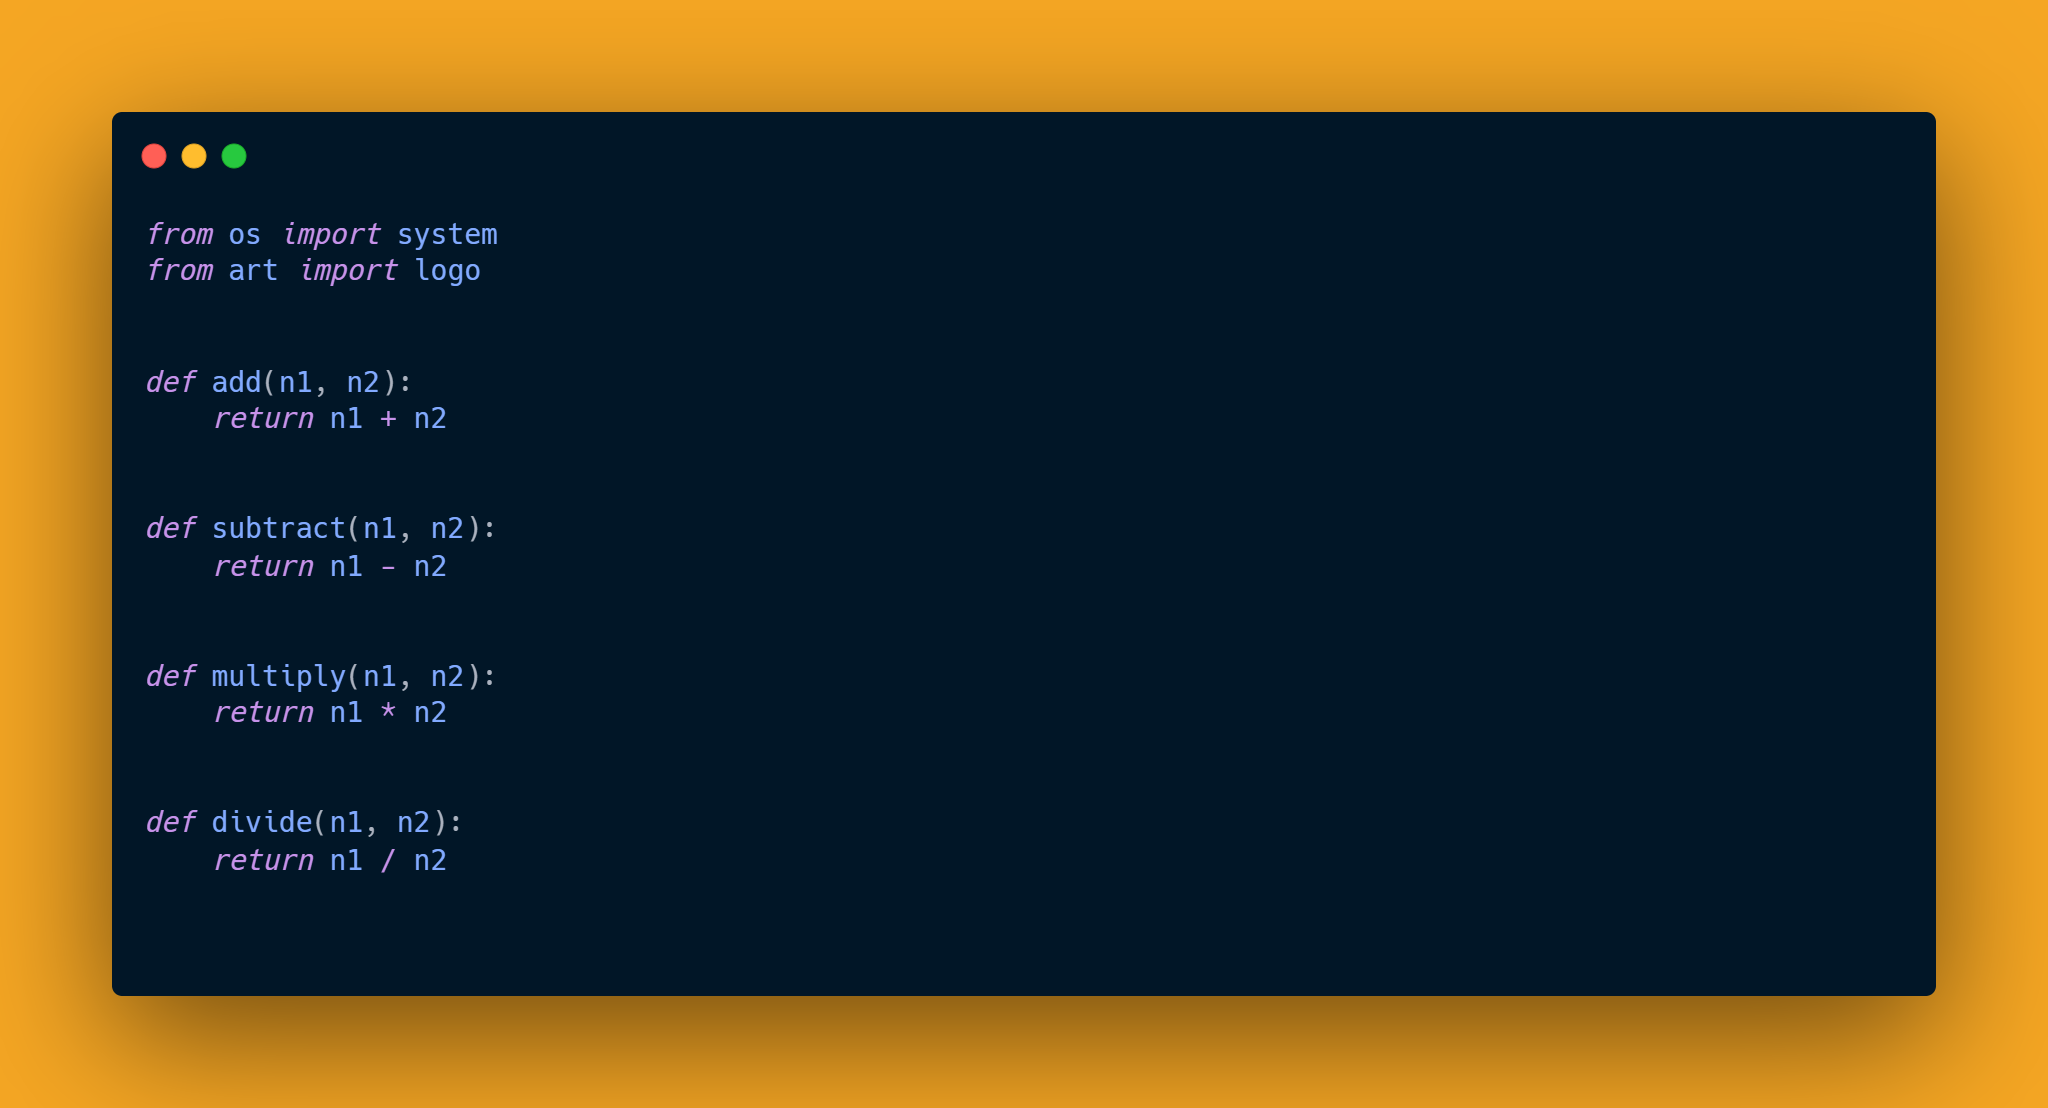 from os import system
from art import logo
def add(n1, n2):
    return n1 + n2
def subtract(n1, n2):
    return n1 - n2
def multiply(n1, n2):
    return n1 * n2
def divide(n1, n2):
    return n1 / n2